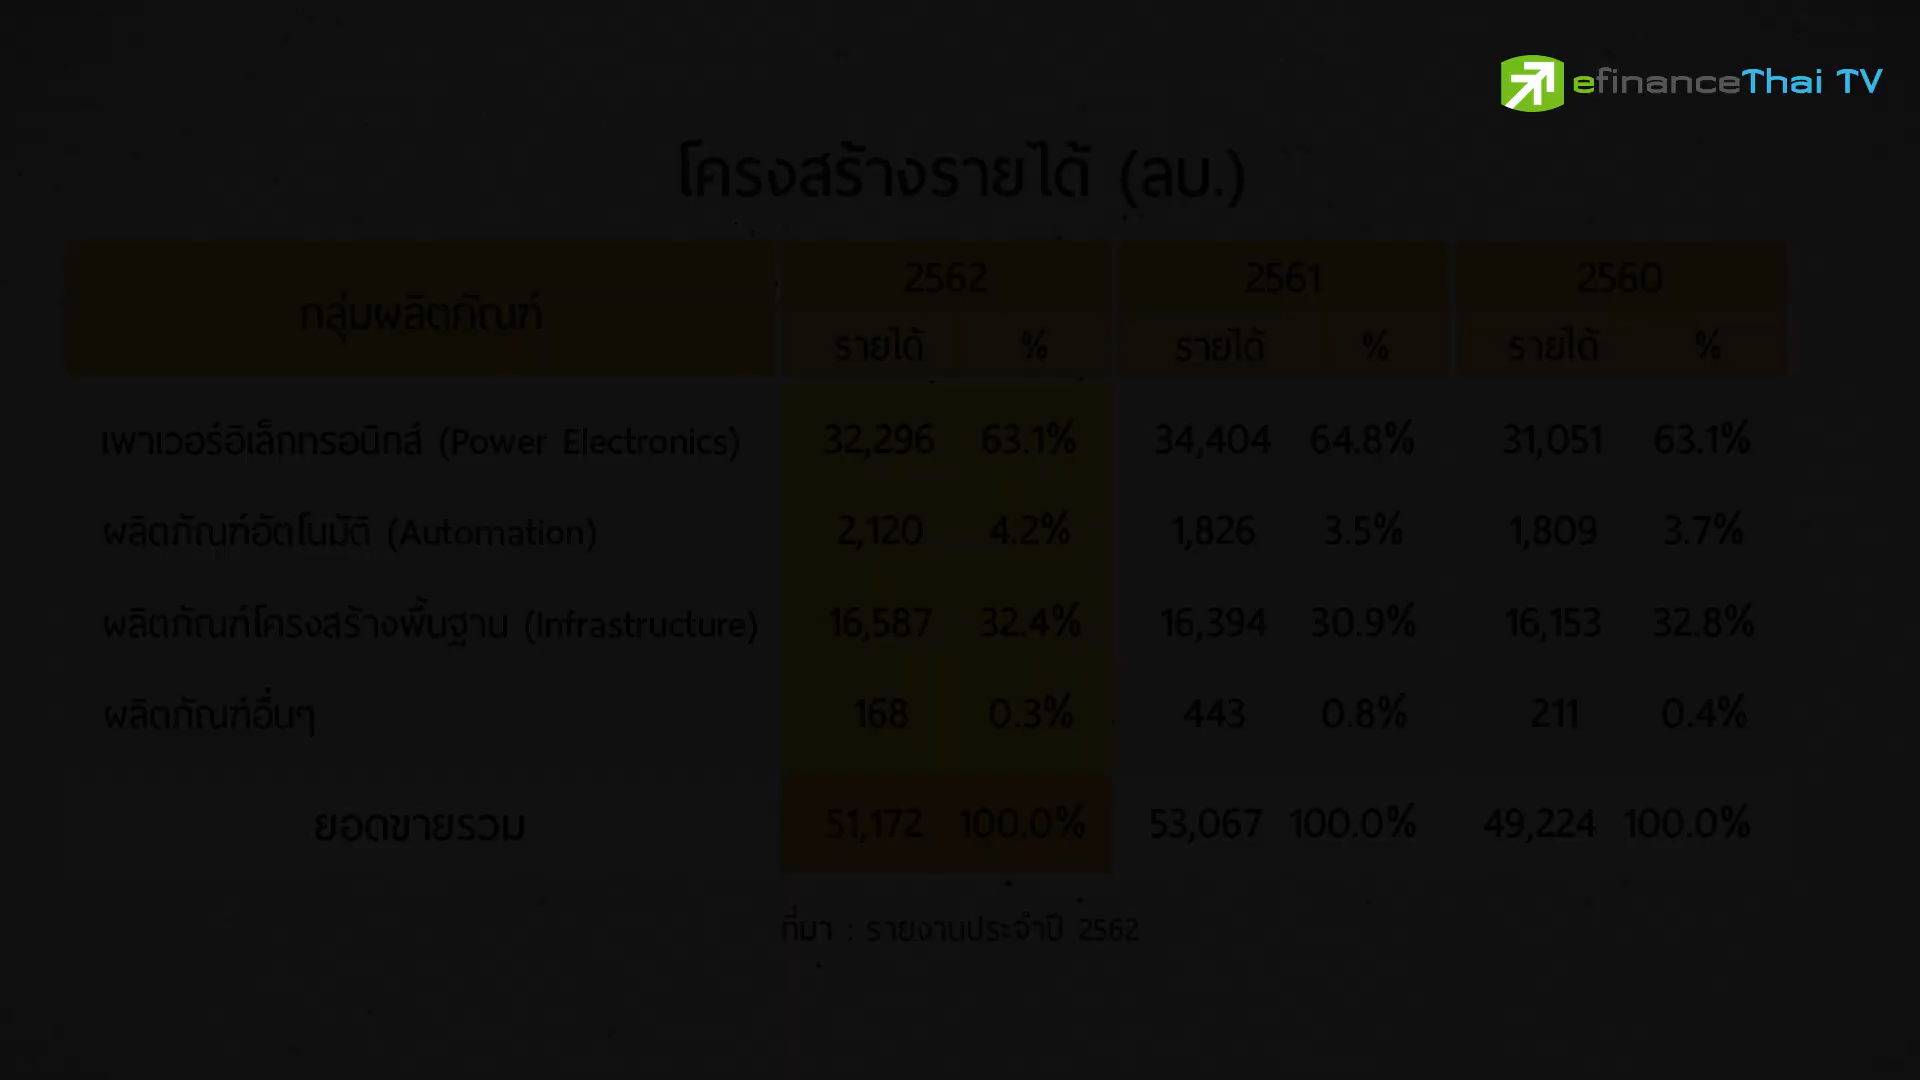 efinanceThai TV
โครงสร้างรายได้ (ลบ.)
กลุ่มผลิตภัณฑ์ 2562 2561 2560
รายได้ % รายได้ % รายได้ %
เพาเวอร์อิเล็กทรอนิกส์ (Power Electronics) 32,296 63.1% 34,404 64.8% 31,051 63.1%
ผลิตภัณฑ์อัตโนมัติ (Automation) 2,120 4.2% 1,826 3.5% 1,809 3.7%
ผลิตภัณฑ์โครงสร้างพื้นฐาน (Infrastructure) 16,587 32.4% 16,394 30.9% 16,153 32.8%
ผลิตภัณฑ์อื่นๆ 168 0.3% 443 0.8% 211 0.4%
ยอดขายรวม 51,172 100.0% 53,067 100.0% 49,224 100.0%
ที่มา : รายงานประจำปี 2562